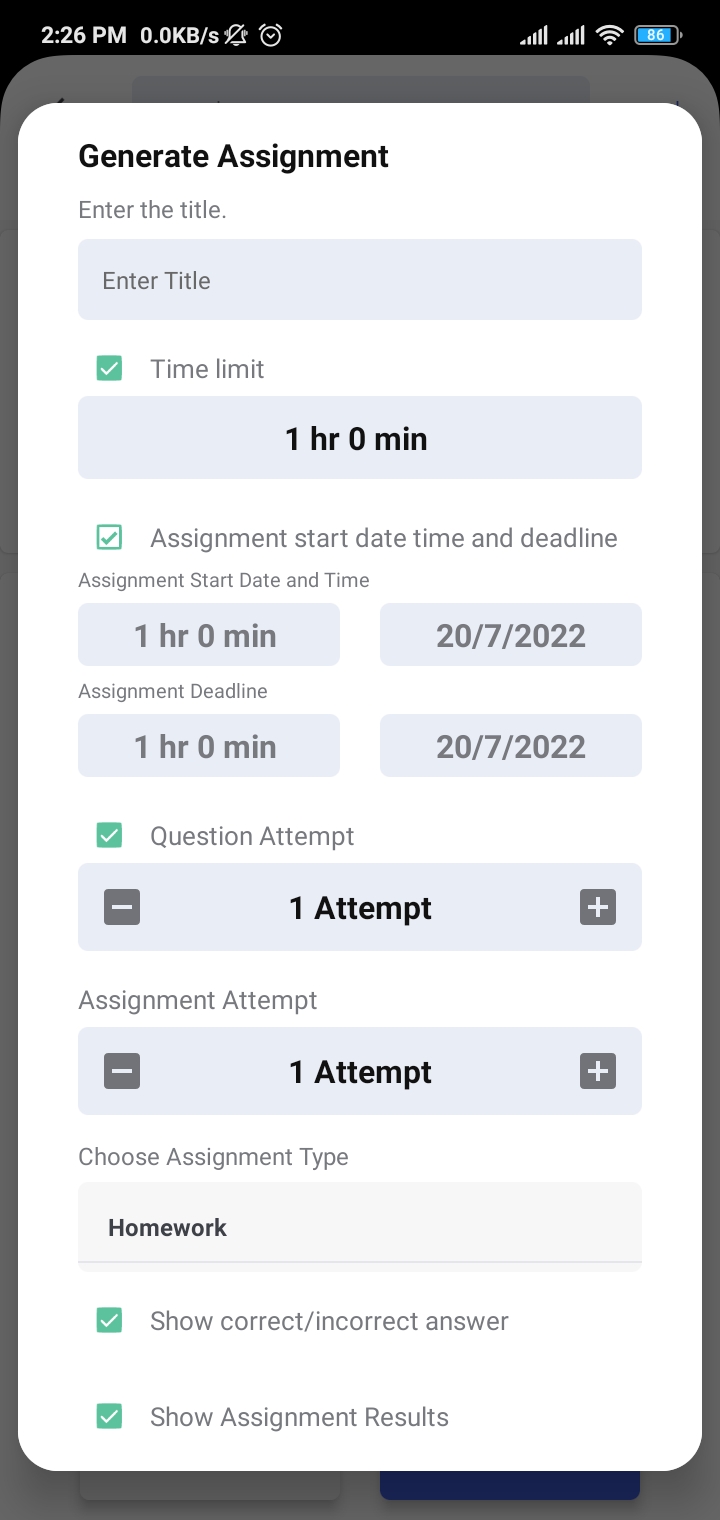 2:26 PM 0.0KB/s 86
Generate Assignment
Enter the title.
Enter Title
Time limit
1 hr 0 min
Assignment start date time and deadline
Assignment Start Date and Time
1 hr 0 min 20/7/2022
Assignment Deadline
1 hr 0 min 20/7/2022
Question Attempt
1 Attempt
Assignment Attempt
1 Attempt
Choose Assignment Type
Homework
Show correct/incorrect answer
Show Assignment Results